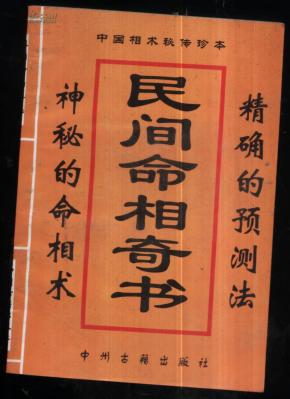 中国相术秘传珍本
精确的预测法
民间命相奇书
神秘的命相术
中州古籍出版社